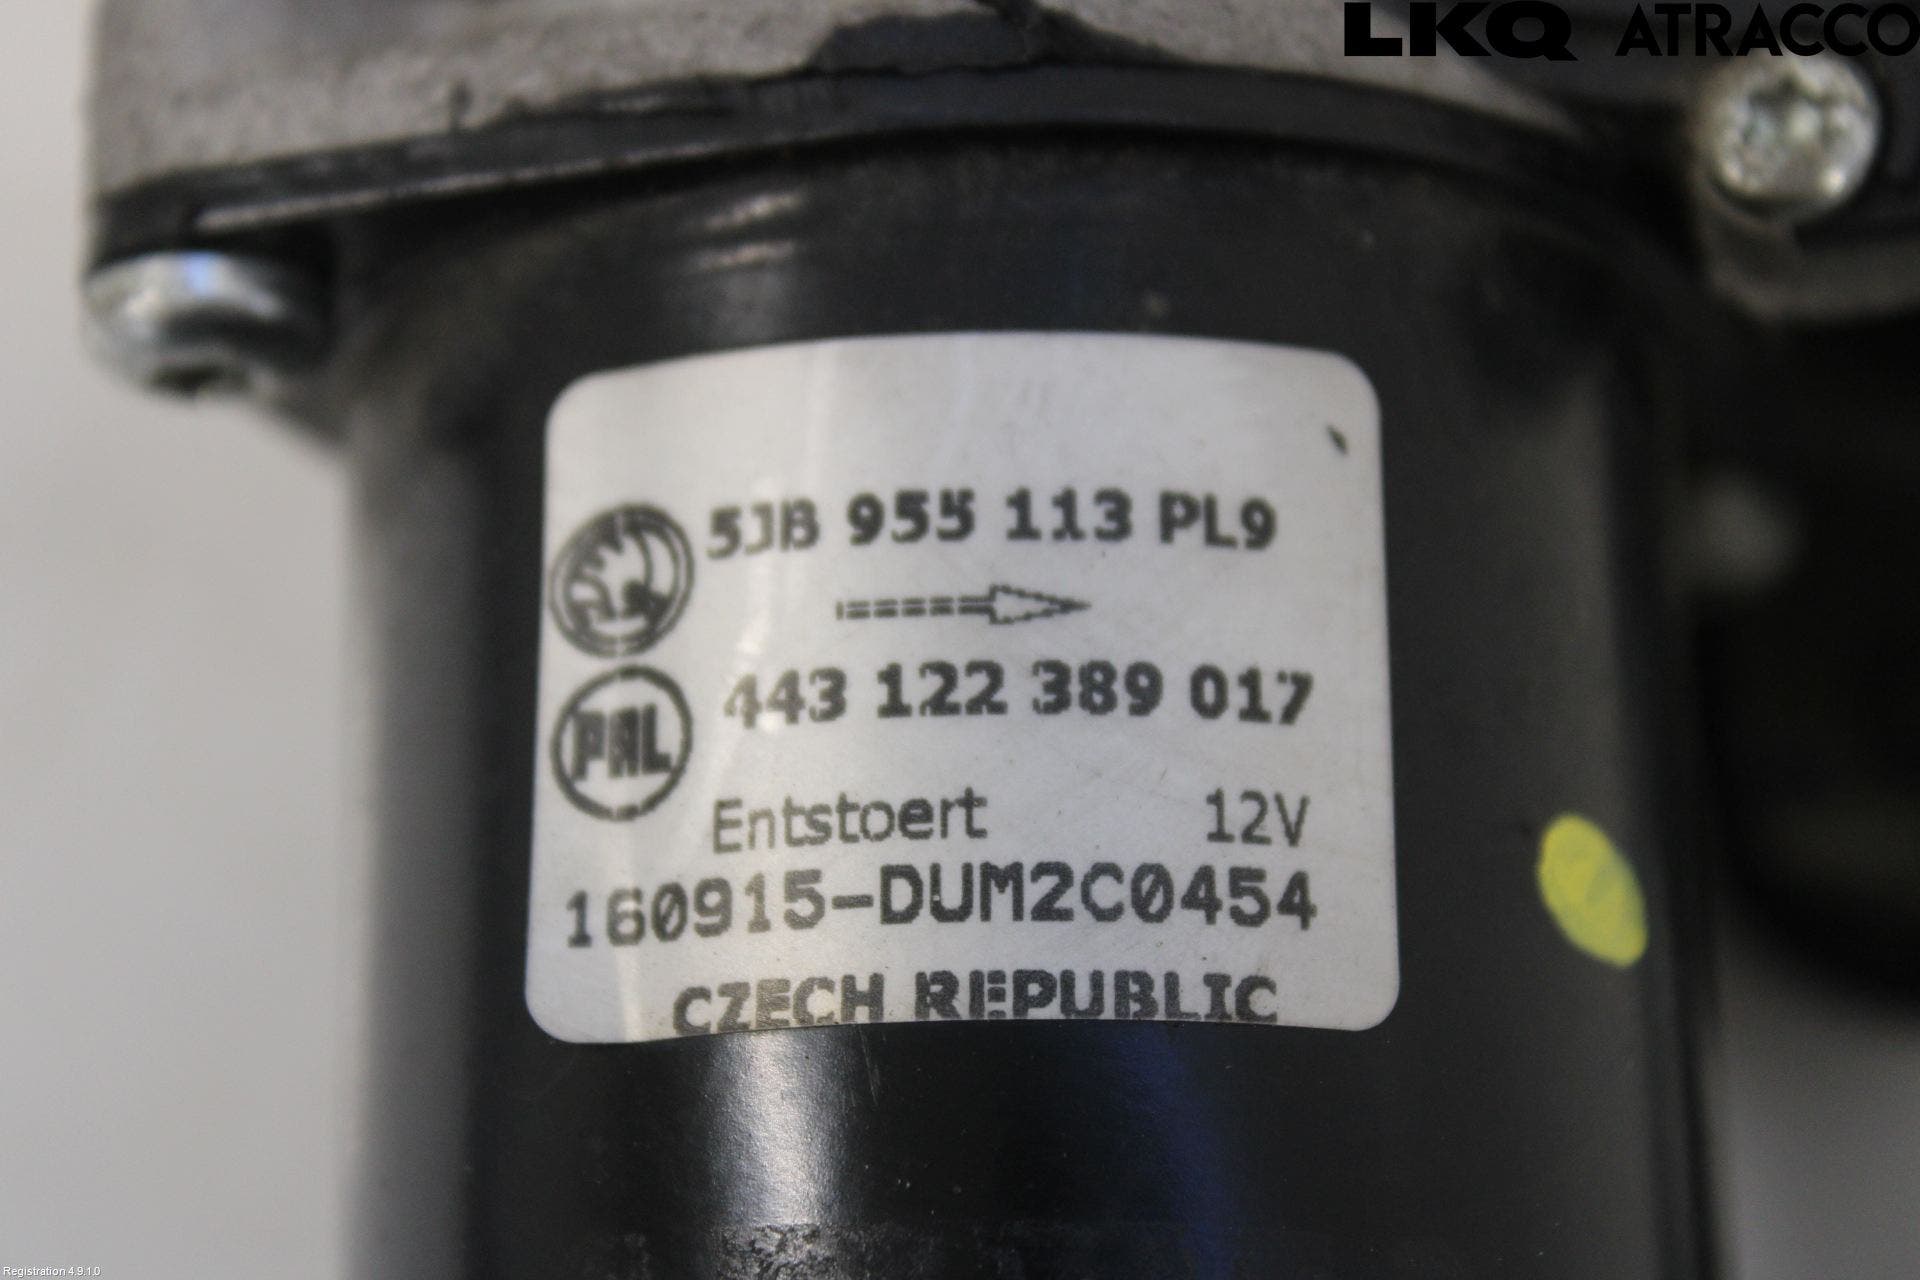 LKQ ATRACCO
5JB 955 113 PL9
443 122 389 017
PAL
Entstoert 12V
160915-DUM2C0454
CZECH REPUBLIC
Registration 4.9.1.0